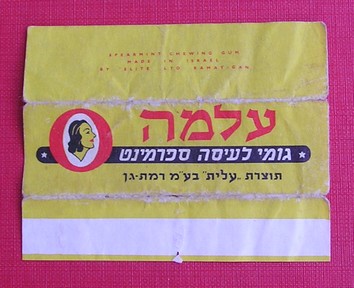 SPEARMINT CHEWING GUM
MADE IN ISRAEL
BY "ELITE" LTD RAMAT-GAN
עלמה
גומי לעיסה ספרמינט
תוצרת „עלית" בע"מ רמת-גן